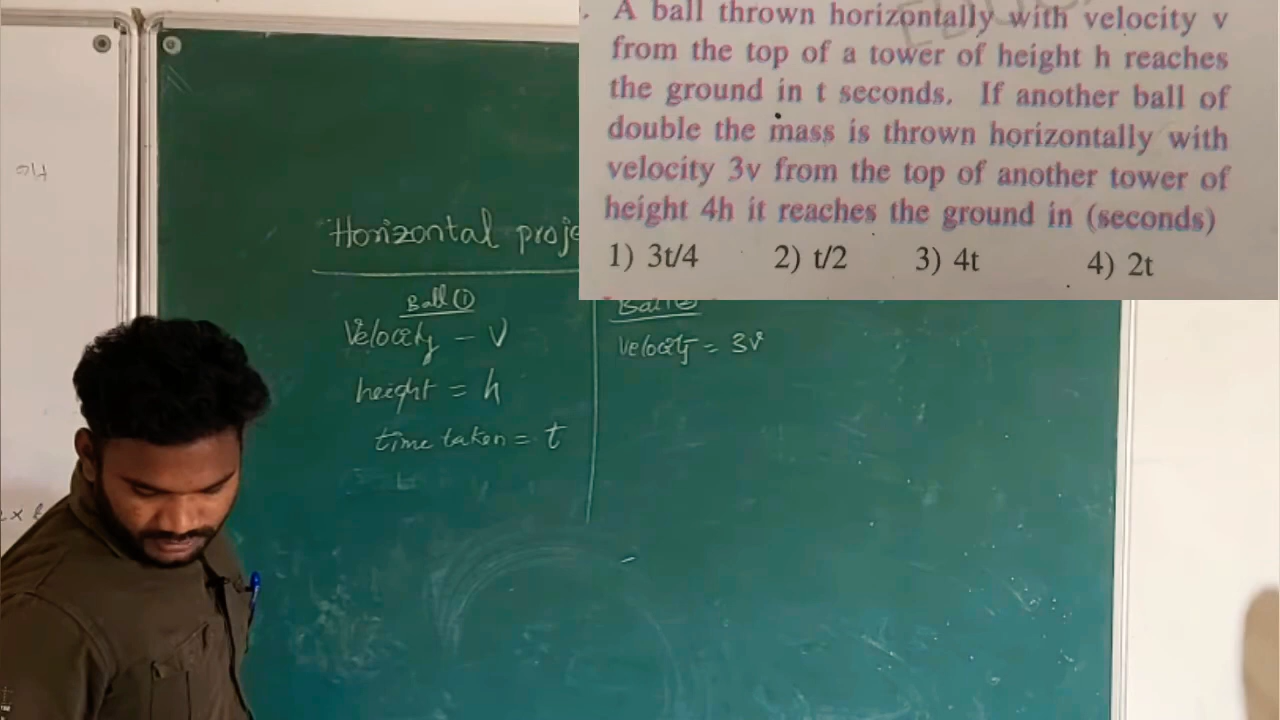 A ball thrown horizontally with velocity v
from the top of a tower of height h reaches
the ground in t seconds. If another ball of
double the mass is thrown horizontally with
velocity 3v from the top of another tower of
height 4h it reaches the ground in (seconds)
1) 3t/4 2) t/2 3) 4t 4) 2t
Horizontal proje
Ball (1)
Velocity - V
height = h
time taken = t
Ball (2)
velocity = 3V